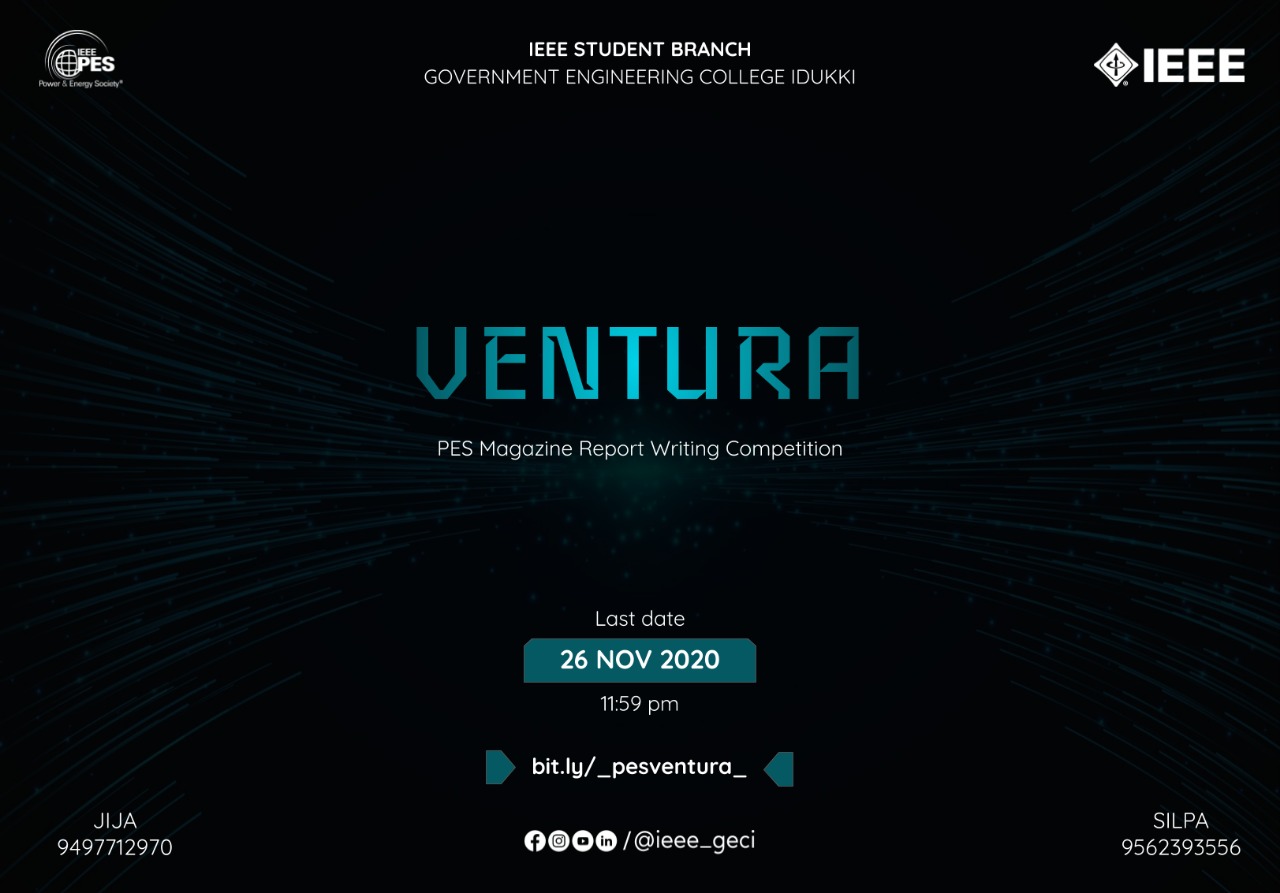 IEEE
PES
Power & Energy Society®
IEEE STUDENT BRANCH
GOVERNMENT ENGINEERING COLLEGE IDUKKI
IEEE
VENTURA
PES Magazine Report Writing Competition
Last date
26 NOV 2020
11:59 pm
bit.ly/_pesventura_
JIJA
9497712970
/@ieee_geci
SILPA
9562393556